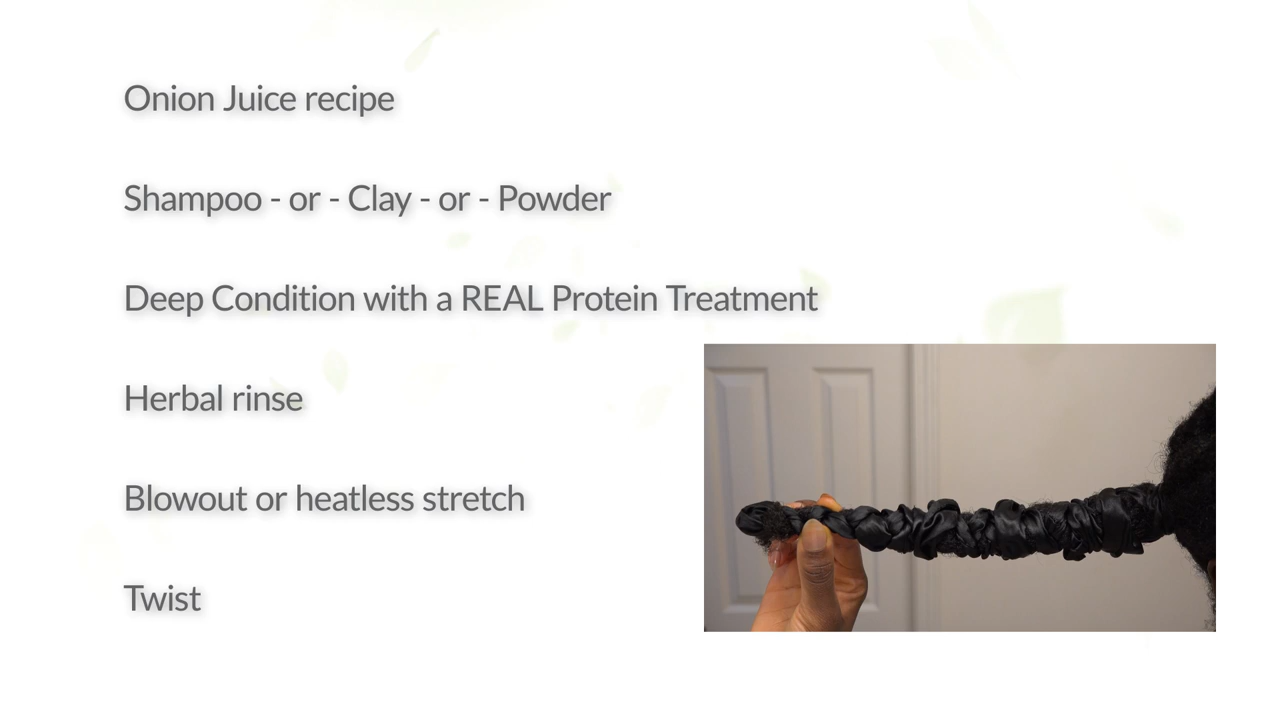 Onion Juice recipe
Shampoo - or - Clay - or - Powder
Deep Condition with a REAL Protein Treatment
Herbal rinse
Blowout or heatless stretch
Twist